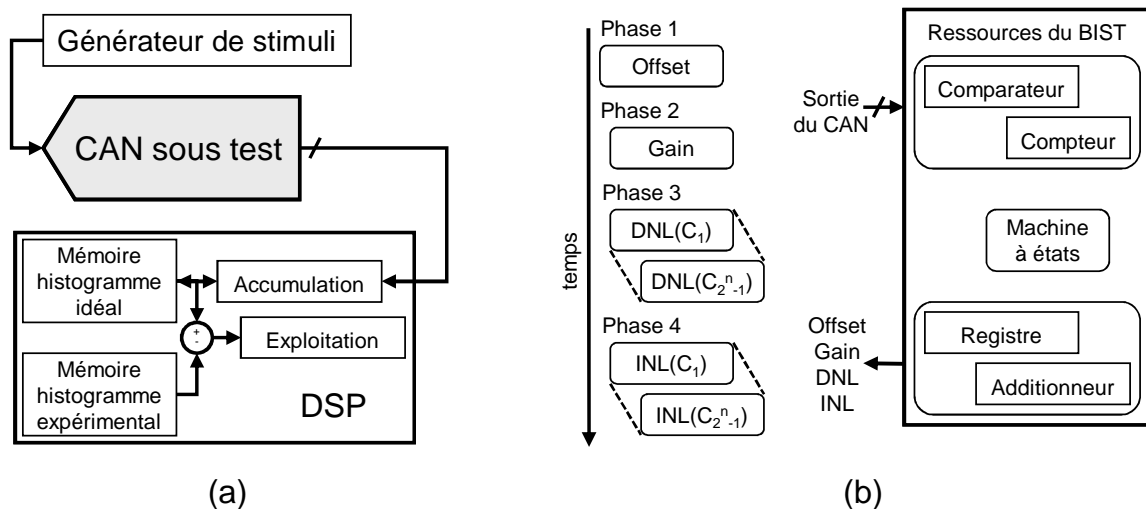 Générateur de stimuli
CAN sous test
Mémoire
histogramme
idéal
Accumulation
+
-
Exploitation
Mémoire
histogramme
expérimental
DSP
(a)
temps
Phase 1
Offset
Phase 2
Gain
Phase 3
DNL(C₁)
DNL(C₂ⁿ₋₁)
Phase 4
INL(C₁)
INL(C₂ⁿ₋₁)
Sortie
du CAN
Ressources du BIST
Comparateur
Compteur
Machine
à états
Offset
Gain
DNL
INL
Registre
Additionneur
(b)